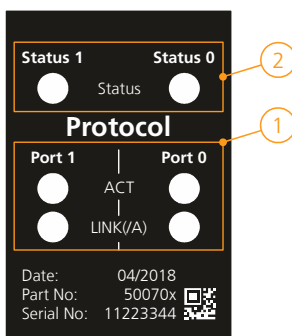 Status 1 Status 0
2
Status
Protocol
1
Port 1 Port 0
ACT
LINK(/A)
Date: 04/2018
Part No: 50070x
Serial No: 11223344